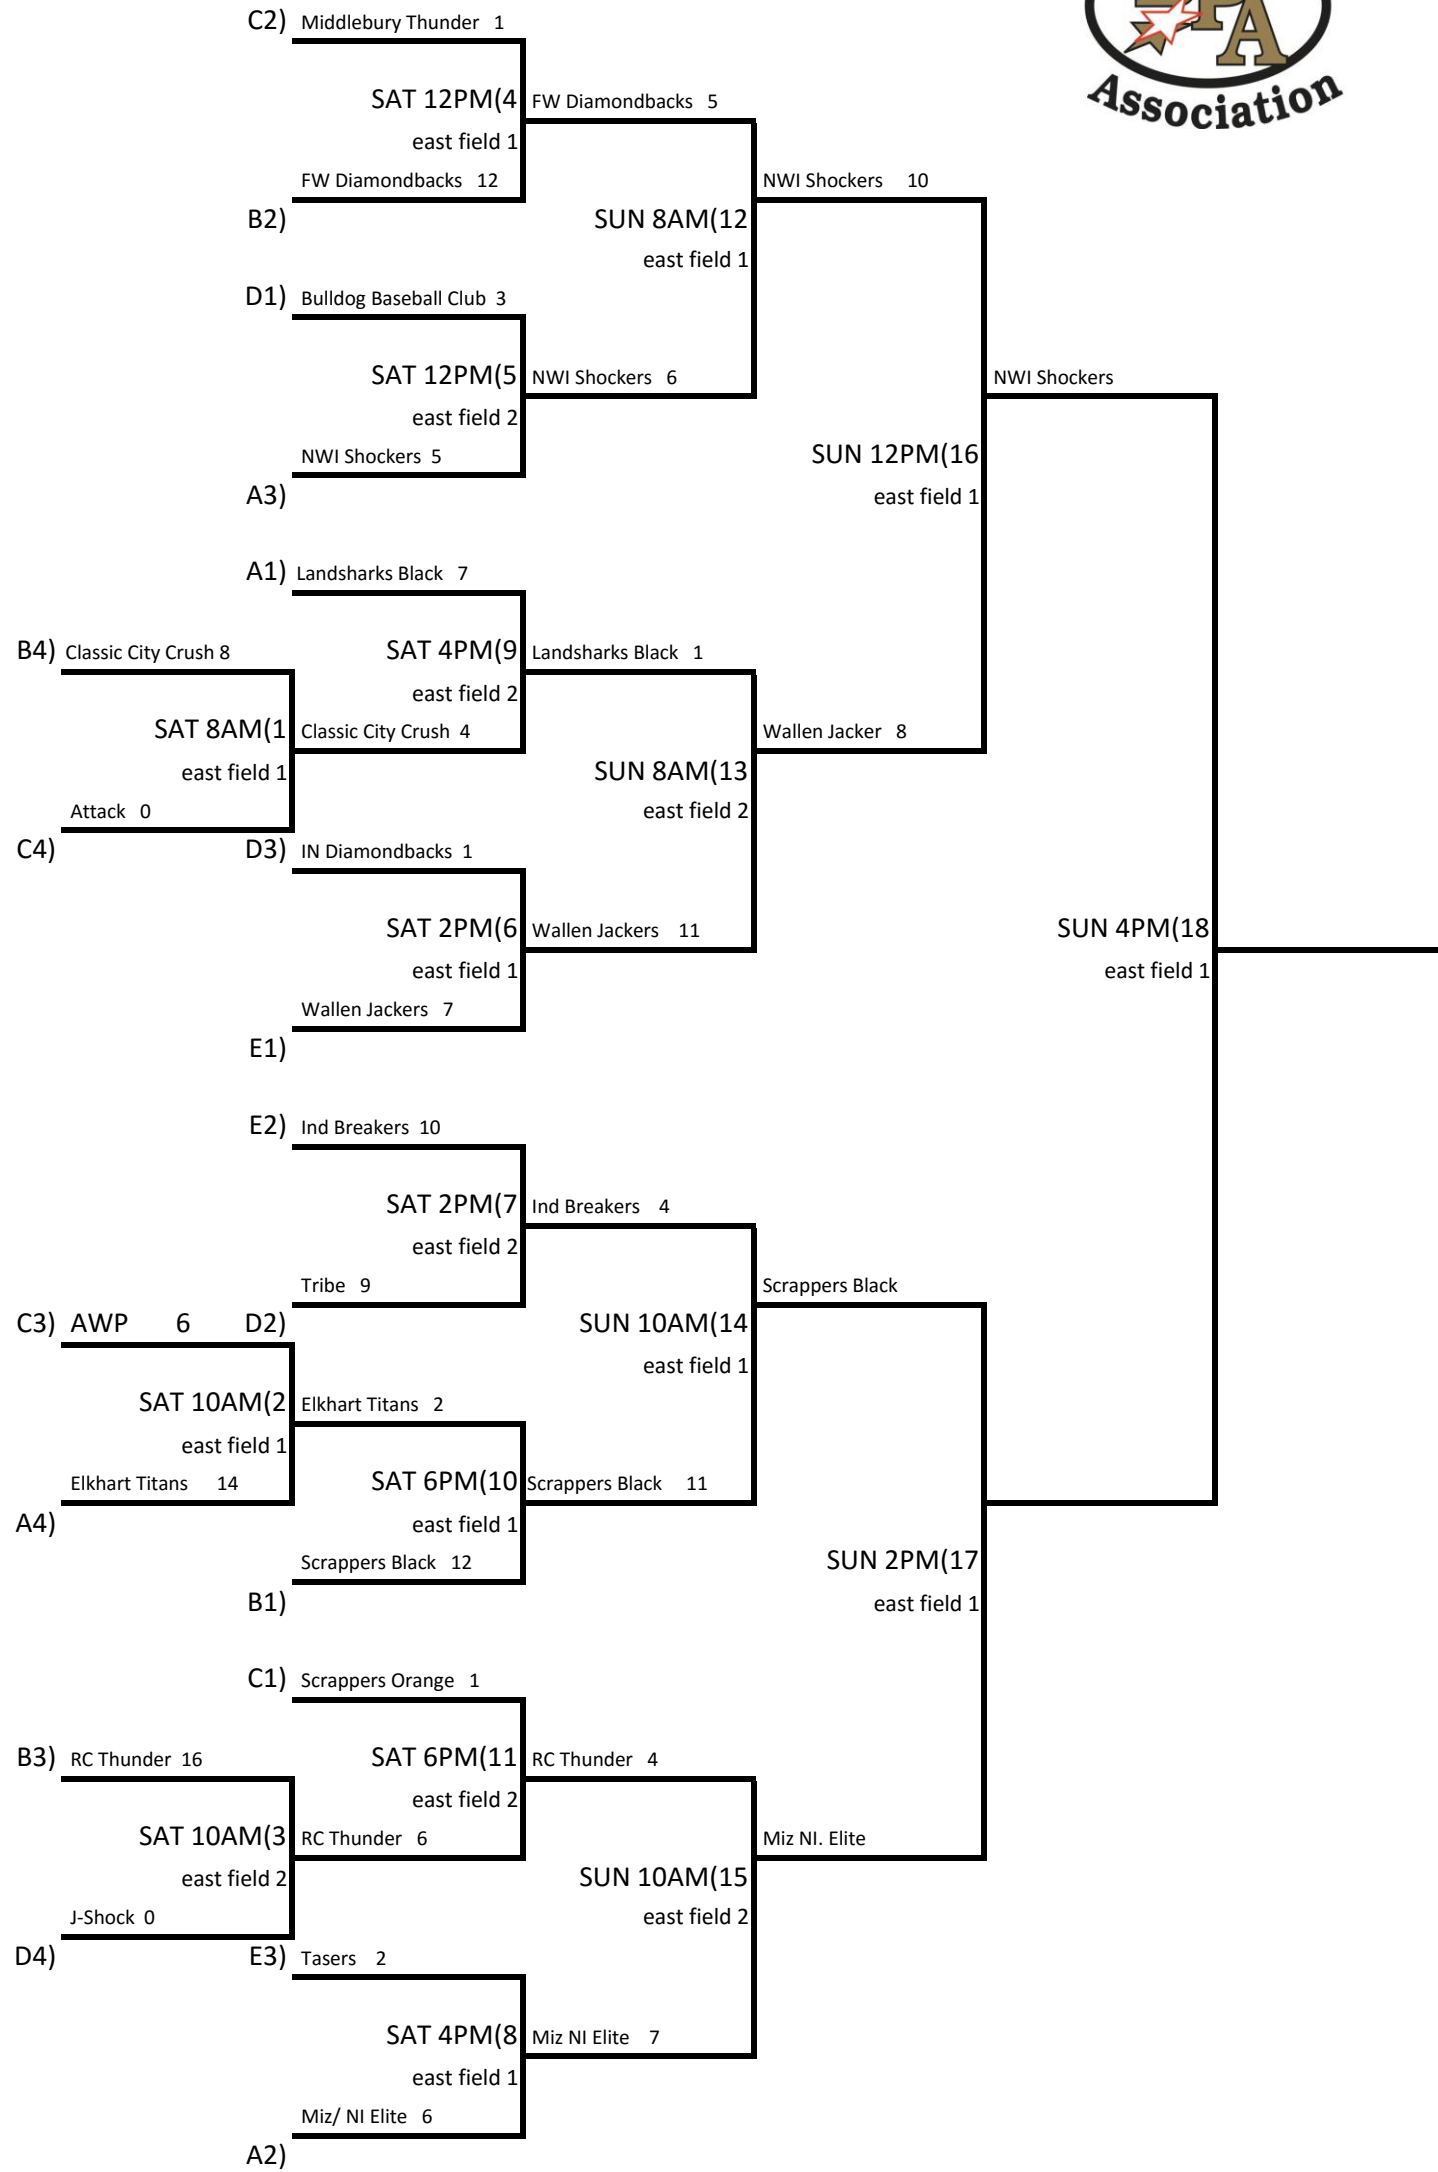 C2) Middlebury Thunder 1
PA
Association
SAT 12PM(4 FW Diamondbacks 5
east field 1
FW Diamondbacks 12
NWI Shockers 10
B2) SUN 8AM(12
east field 1
D1) Bulldog Baseball Club 3
SAT 12PM(5 NWI Shockers 6
NWI Shockers
east field 2
NWI Shockers 5
SUN 12PM(16
A3)
east field 1
A1) Landsharks Black 7
B4) Classic City Crush 8
SAT 4PM(9 Landsharks Black 1
east field 2
SAT 8AM(1 Classic City Crush 4
Wallen Jacker 8
east field 1
SUN 8AM(13
Attack 0
east field 2
C4)
D3) IN Diamondbacks 1
SAT 2PM(6 Wallen Jackers 11
SUN 4PM(18
east field 1
east field 1
Wallen Jackers 7
E1)
E2) Ind Breakers 10
SAT 2PM(7 Ind Breakers 4
east field 2
Tribe 9
Scrappers Black
C3) AWP 6
D2)
SUN 10AM(14
east field 1
SAT 10AM(2 Elkhart Titans 2
east field 1
Elkhart Titans 14
SAT 6PM(10 Scrappers Black 11
A4)
east field 1
Scrappers Black 12
SUN 2PM(17
B1)
east field 1
C1) Scrappers Orange 1
B3) RC Thunder 16
SAT 6PM(11 RC Thunder 4
east field 2
SAT 10AM(3 RC Thunder 6
Miz NI. Elite
east field 2
SUN 10AM(15
J-Shock 0
east field 2
D4)
E3) Tasers 2
SAT 4PM(8 Miz NI Elite 7
east field 1
Miz/ NI Elite 6
A2)